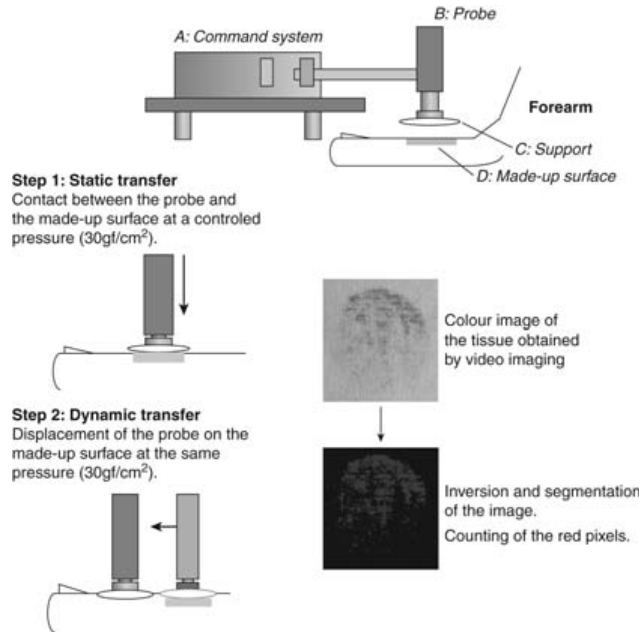 B: Probe
A: Command system
Forearm
C: Support
D: Made-up surface
Step 1: Static transfer
Contact between the probe and
the made-up surface at a controled
pressure (30gf/cm²).
Colour image of
the tissue obtained
by video imaging
Step 2: Dynamic transfer
Displacement of the probe on the
made-up surface at the same
pressure (30gf/cm²).
Inversion and segmentation
of the image.
Counting of the red pixels.